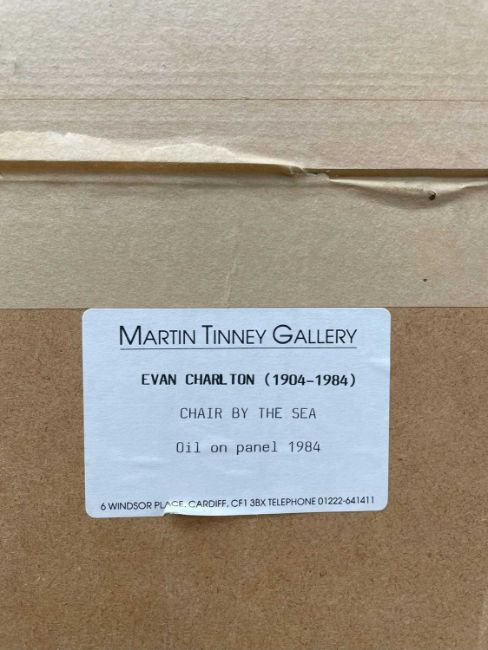 MARTIN TINNEY GALLERY
EVAN CHARLTON (1904-1984)
CHAIR BY THE SEA
Oil on panel 1984
6 WINDSOR PLACE, CARDIFF, CF1 3BX TELEPHONE 01222-641411